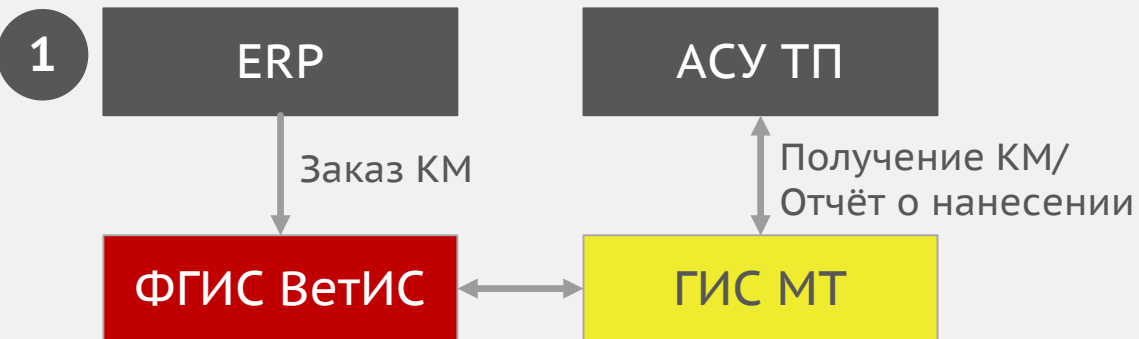 1
ERP
АСУ ТП
Заказ КМ
Получение КМ/
Отчёт о нанесении
ФГИС ВетИС
ГИС МТ